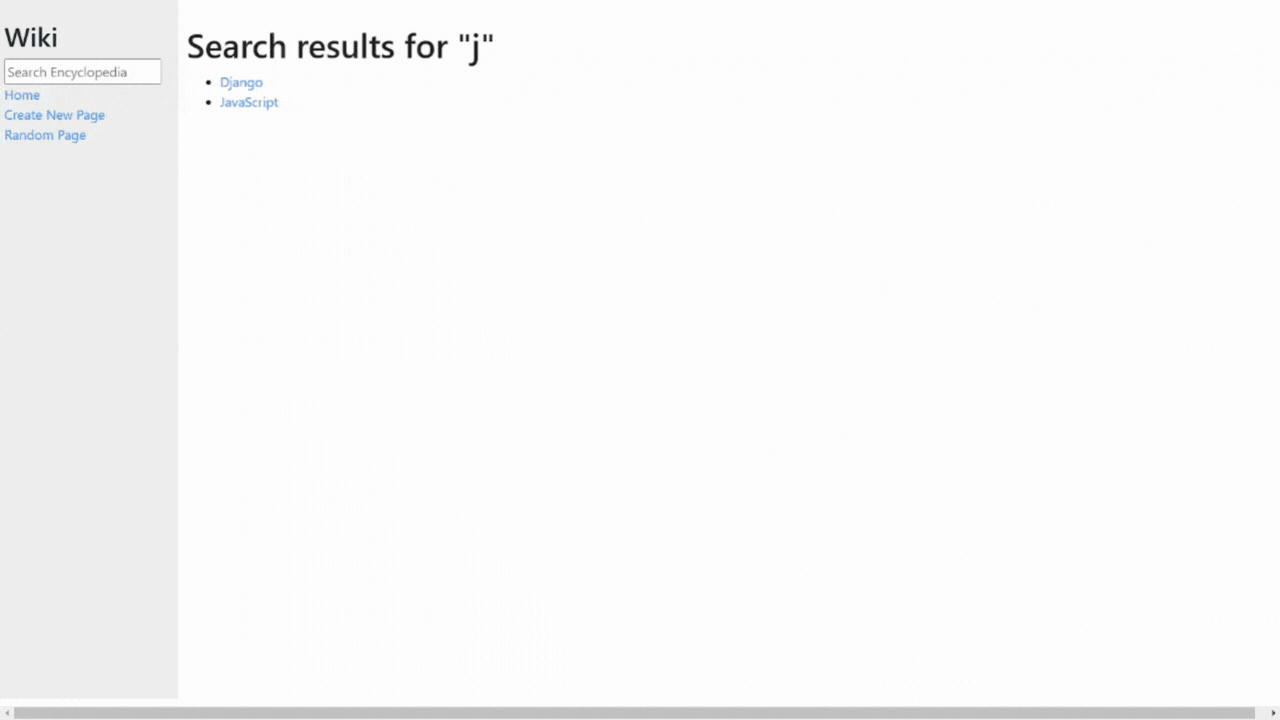 Wiki
Search Encyclopedia
Home
Create New Page
Random Page
Search results for "j"
Django
JavaScript